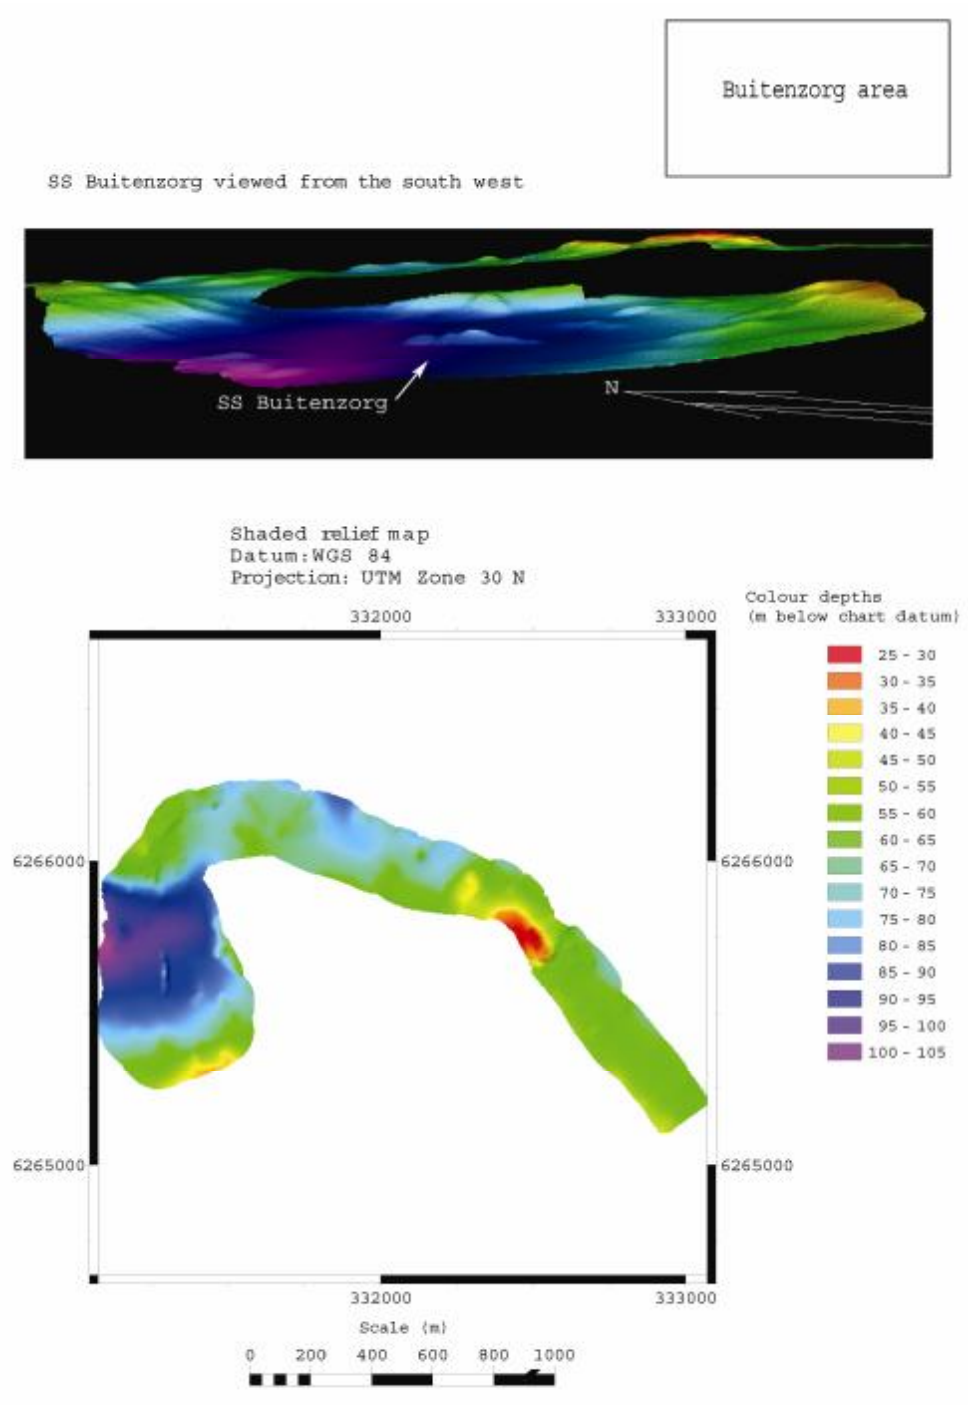 Buitenzorg area
SS Buitenzorg viewed from the south west
SS Buitenzorg
N
Shaded relief map
Datum:WGS 84
Projection: UTM Zone 30 N
Colour depths
(m below chart datum)
332000 333000
25 - 30
30 - 35
35 - 40
40 - 45
45 - 50
50 - 55
55 - 60
60 - 65
65 - 70
70 - 75
75 - 80
80 - 85
85 - 90
90 - 95
95 - 100
100 - 105
6266000 6266000
6265000 6265000
332000 333000
Scale (m)
0 200 400 600 800 1000